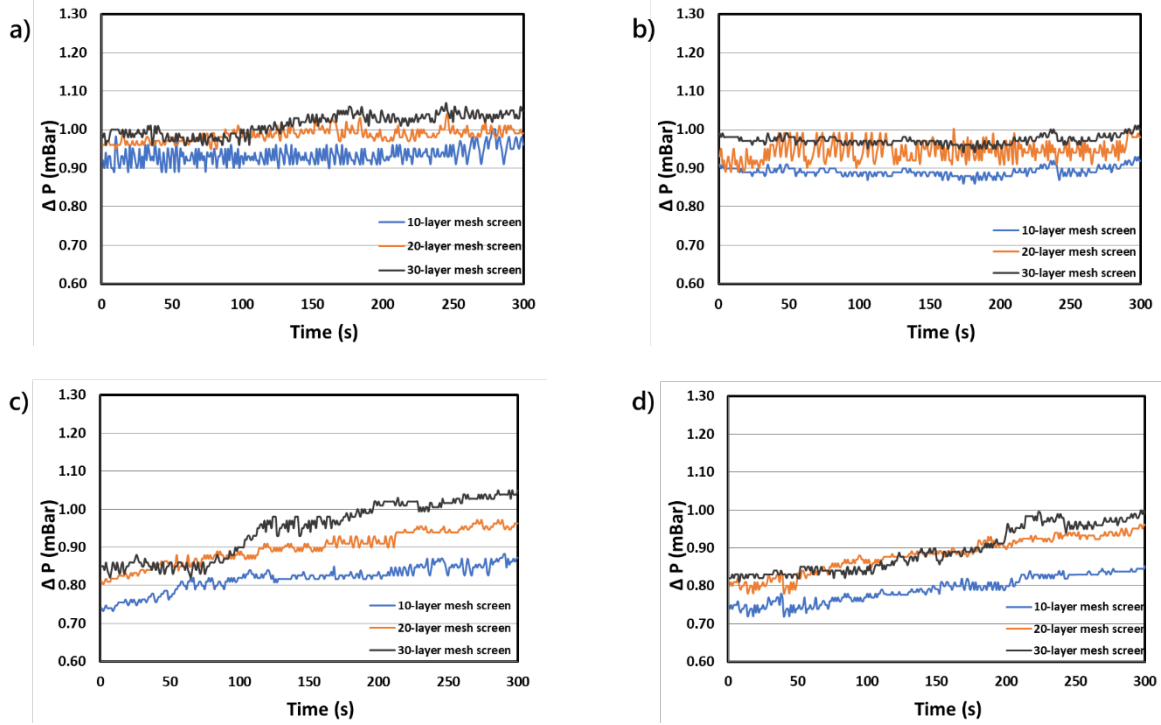 a)
1.30
1.20
1.10
1.00
0.90
0.80
0.70
0.60
Δ P (mBar)
10-layer mesh screen
20-layer mesh screen
30-layer mesh screen
0 50 100 150 200 250 300
Time (s)
b)
1.30
1.20
1.10
1.00
0.90
0.80
0.70
0.60
Δ P (mBar)
10-layer mesh screen
20-layer mesh screen
30-layer mesh screen
0 50 100 150 200 250 300
Time (s)
c)
1.30
1.20
1.10
1.00
0.90
0.80
0.70
0.60
Δ P (mBar)
10-layer mesh screen
20-layer mesh screen
30-layer mesh screen
0 50 100 150 200 250 300
Time (s)
d)
1.30
1.20
1.10
1.00
0.90
0.80
0.70
0.60
Δ P (mBar)
10-layer mesh screen
20-layer mesh screen
30-layer mesh screen
0 50 100 150 200 250 300
Time (s)